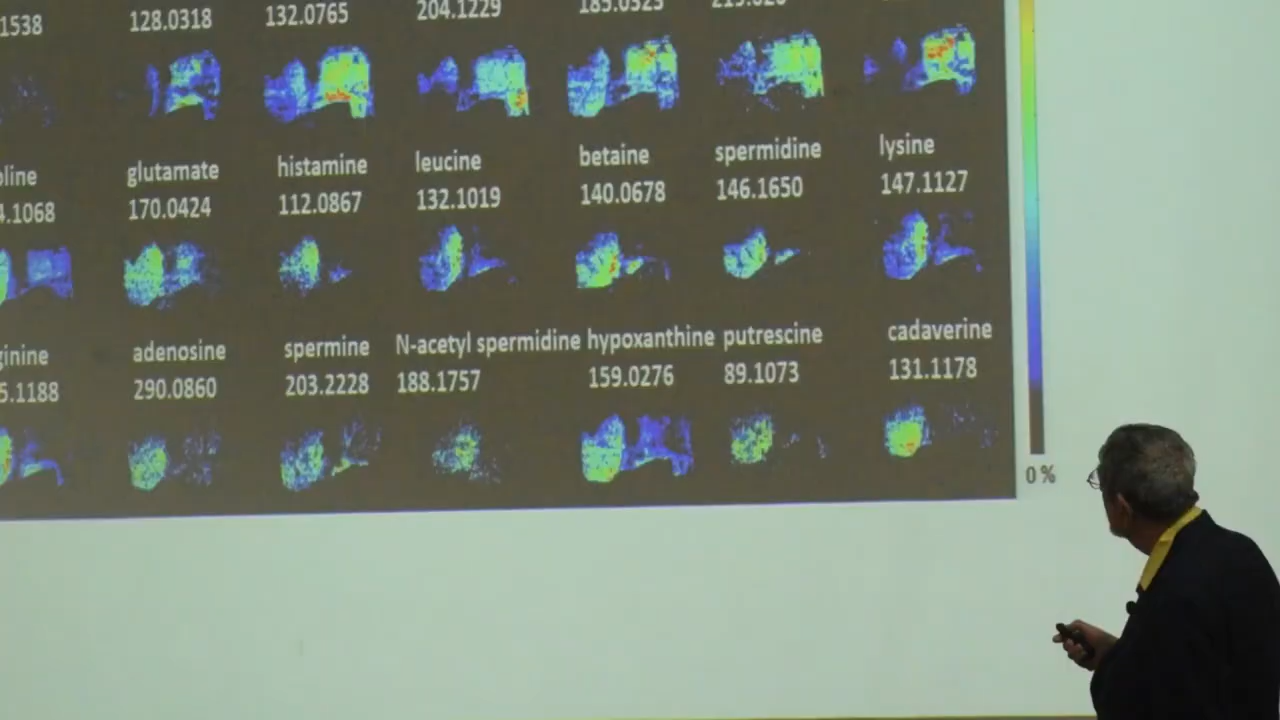 128.0318 132.0765 204.1229
glutamate histamine leucine betaine spermidine lysine
170.0424 112.0867 132.1019 140.0678 146.1650 147.1127
adenosine spermine N-acetyl spermidine hypoxanthine putrescine cadaverine
290.0860 203.2228 188.1757 159.0276 89.1073 131.1178
0 %